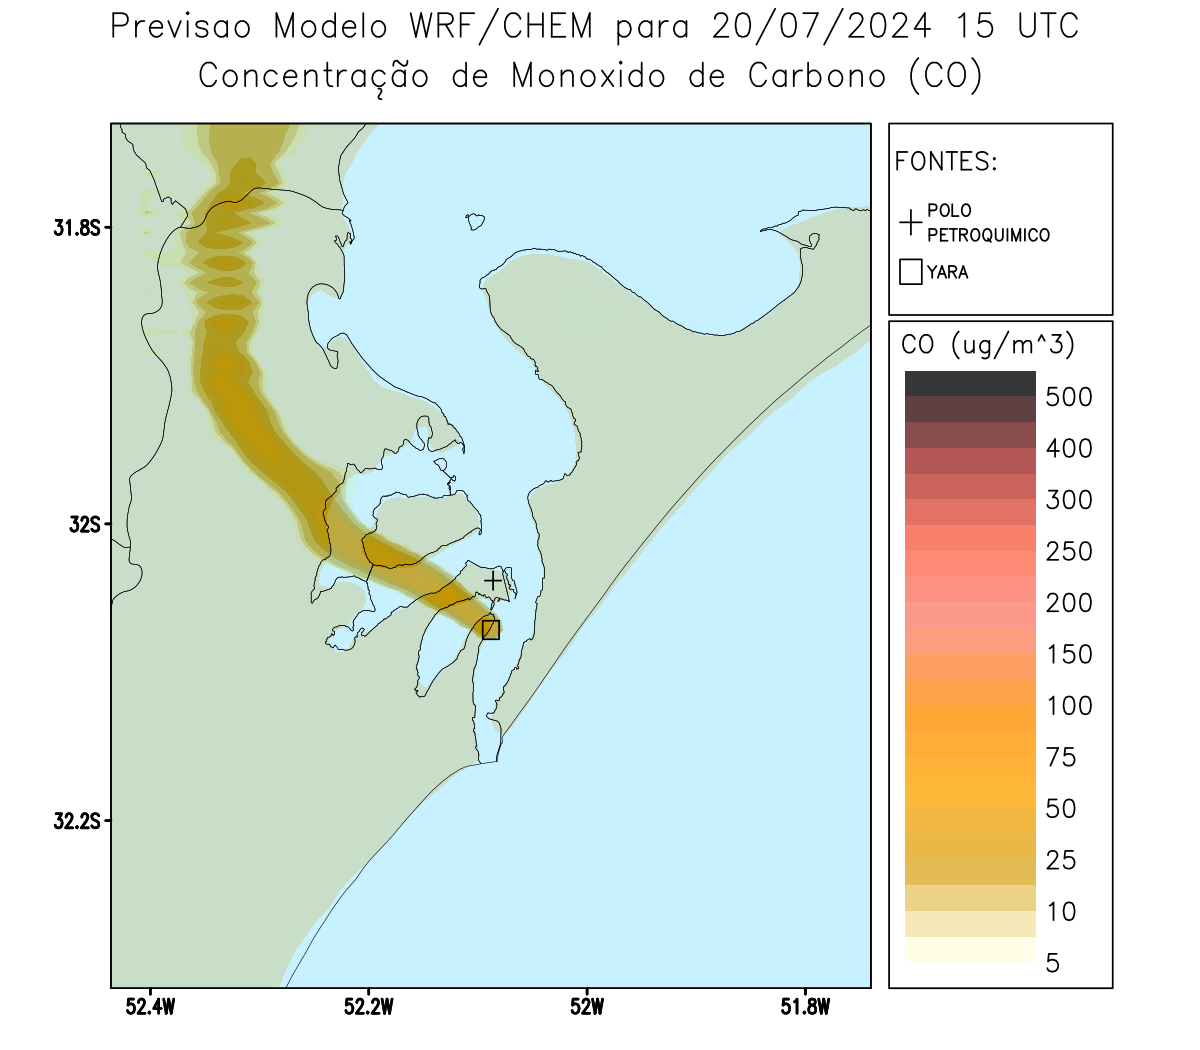 Previsao Modelo WRF/CHEM para 20/07/2024 15 UTC
Concentração de Monoxido de Carbono (CO)
FONTES:
POLO
PETROQUIMICO
YARA
CO (ug/m^3)
500
400
300
250
200
150
100
75
50
25
10
5
31.8S
32S
32.2S
52.4W
52.2W
52W
51.8W